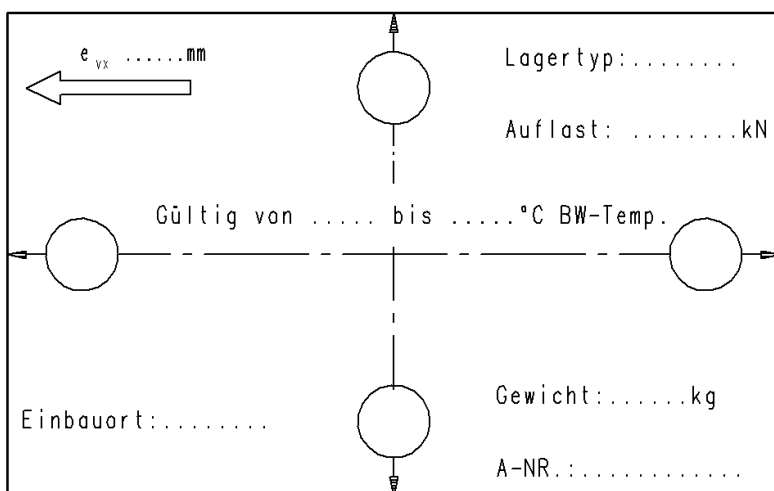 e vx ......mm
Lagertyp:........
Auflast: ........kN
Gültig von ..... bis .....°C BW-Temp.
Einbauort:........
Gewicht:......kg
A-NR.:............